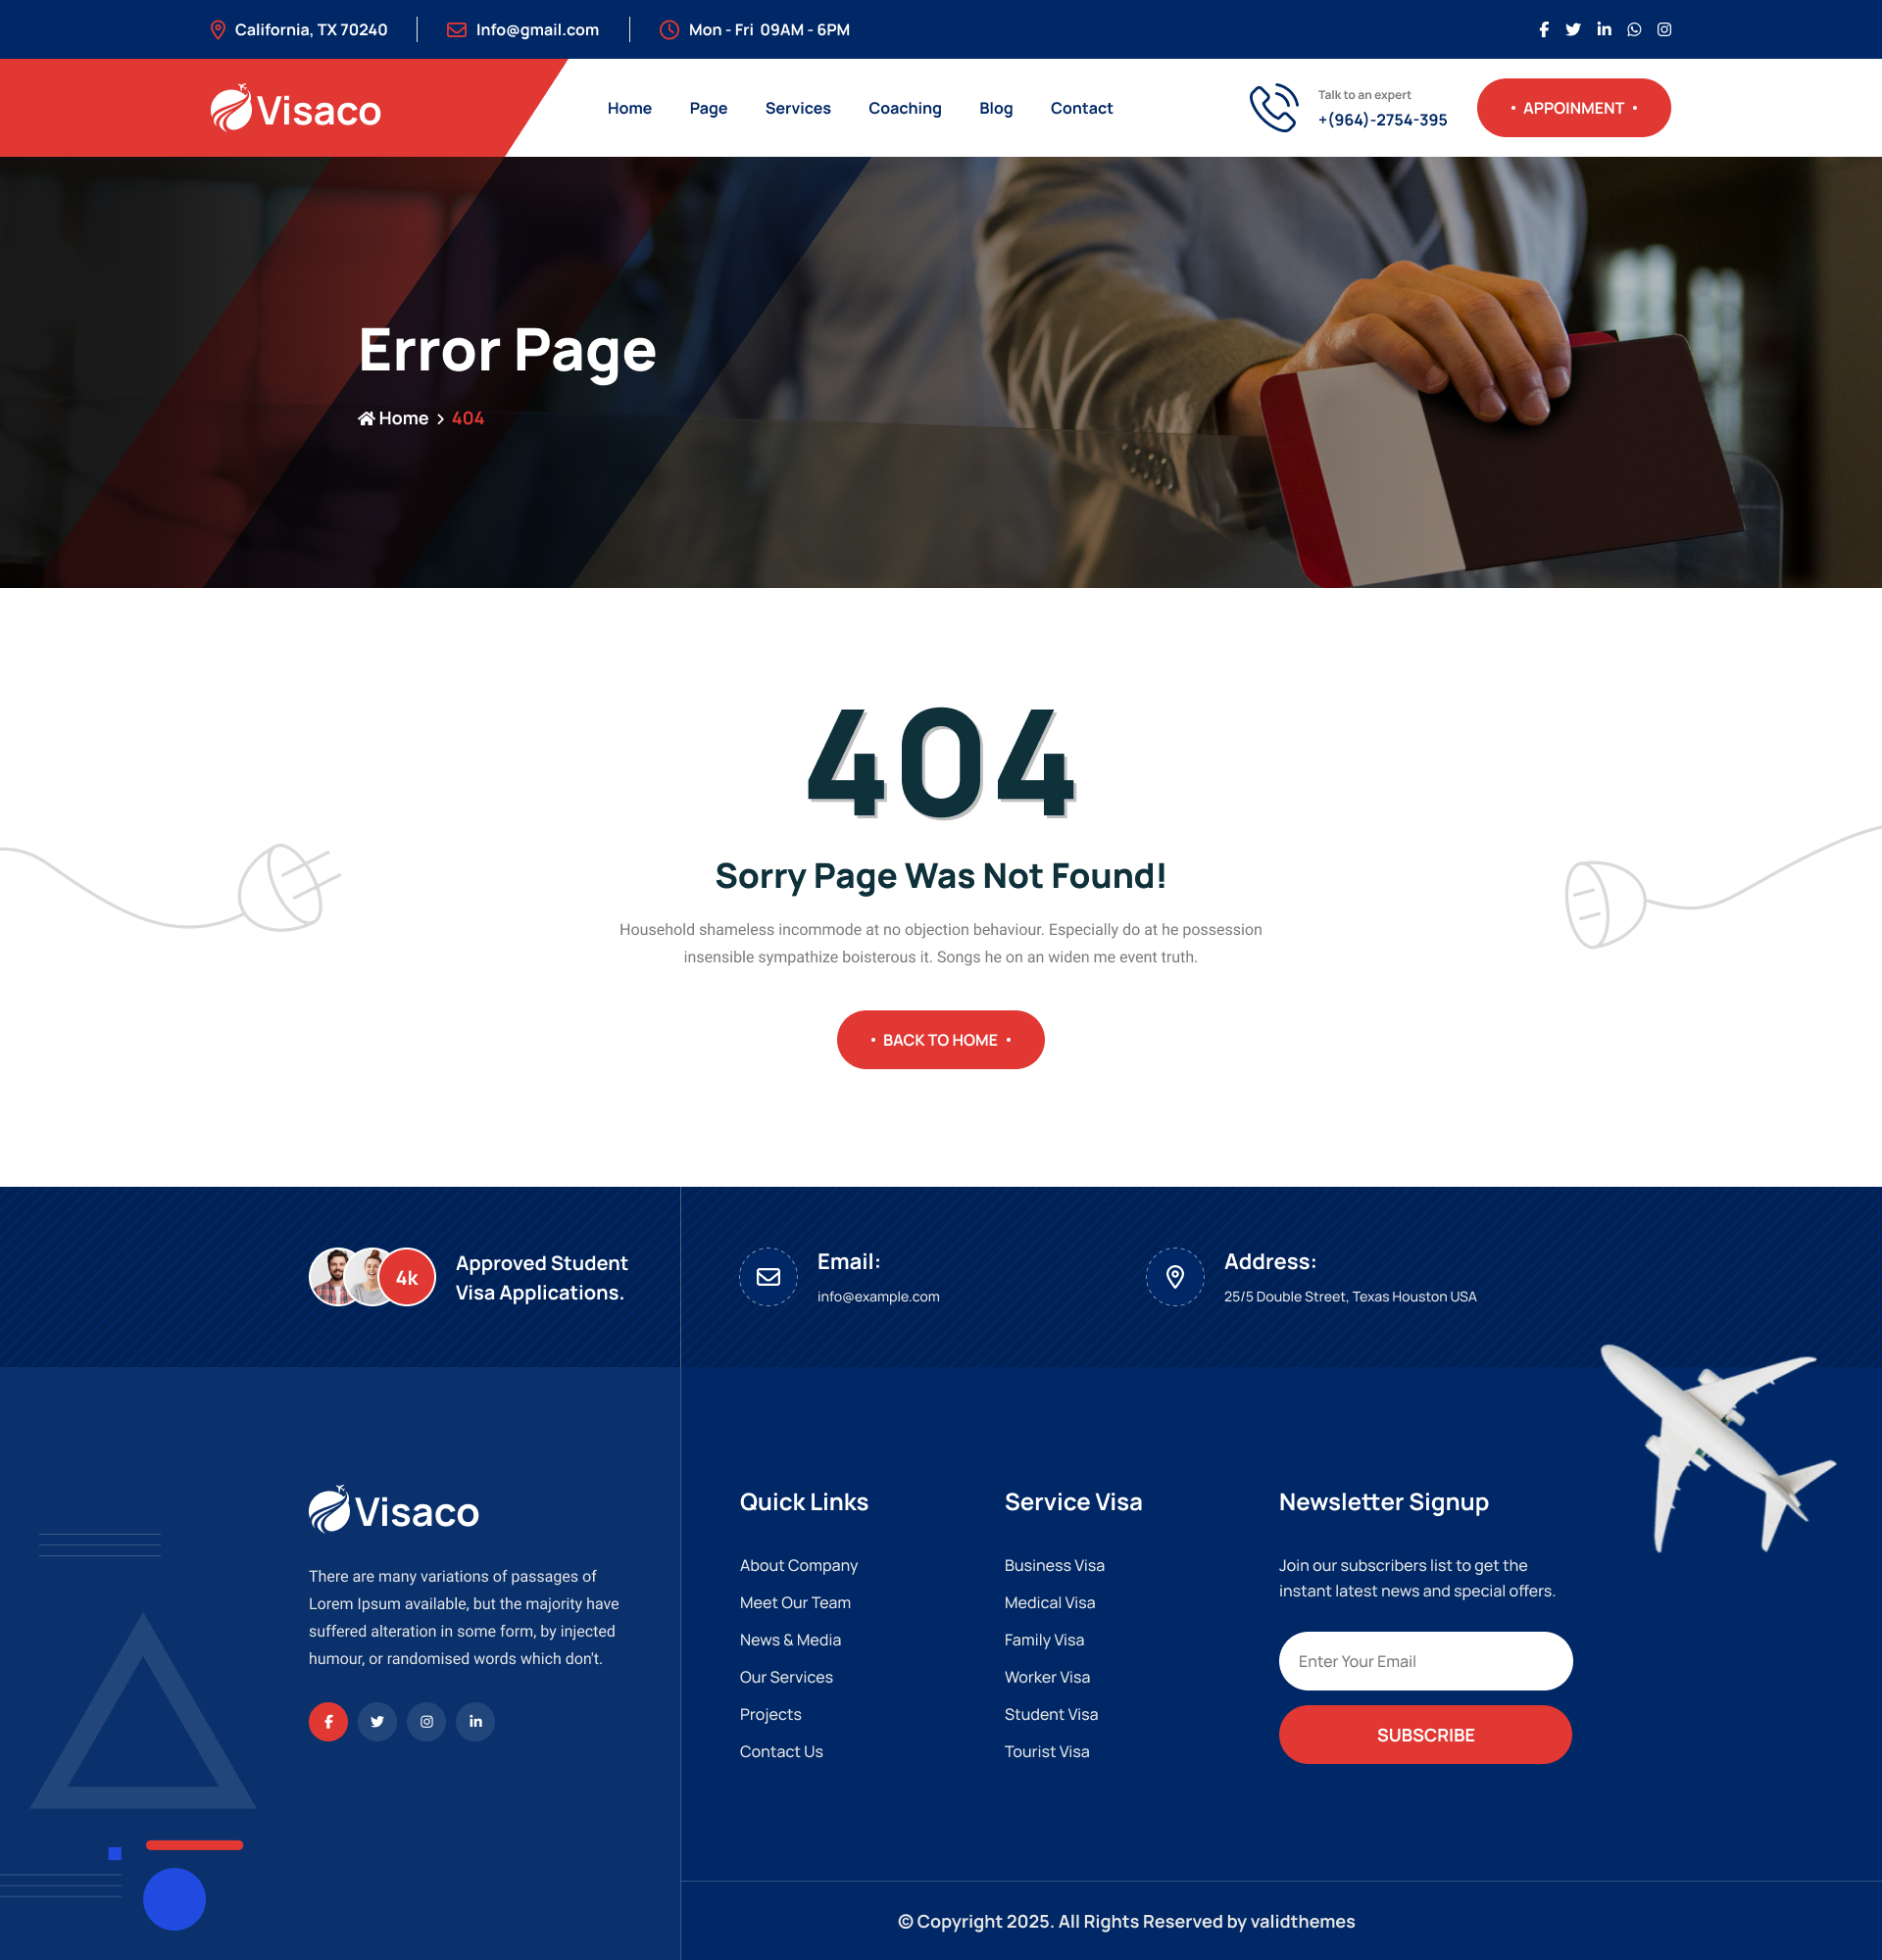 California, TX 70240
Info@gmail.com
Mon - Fri 09AM - 6PM
Visaco
Home
Page
Services
Coaching
Blog
Contact
Talk to an expert
+(964)-2754-395
• APPOINMENT •
Error Page
Home > 404
404
Sorry Page Was Not Found!
Household shameless incommode at no objection behaviour. Especially do at he possession
insensible sympathize boisterous it. Songs he on an widen me event truth.
• BACK TO HOME •
4k
Approved Student
Visa Applications.
Email:
info@example.com
Address:
25/5 Double Street, Texas Houston USA
Visaco
There are many variations of passages of
Lorem Ipsum available, but the majority have
suffered alteration in some form, by injected
humour, or randomised words which don't.
Quick Links
About Company
Meet Our Team
News & Media
Our Services
Projects
Contact Us
Service Visa
Business Visa
Medical Visa
Family Visa
Worker Visa
Student Visa
Tourist Visa
Newsletter Signup
Join our subscribers list to get the
instant latest news and special offers.
Enter Your Email
SUBSCRIBE
© Copyright 2025. All Rights Reserved by validthemes